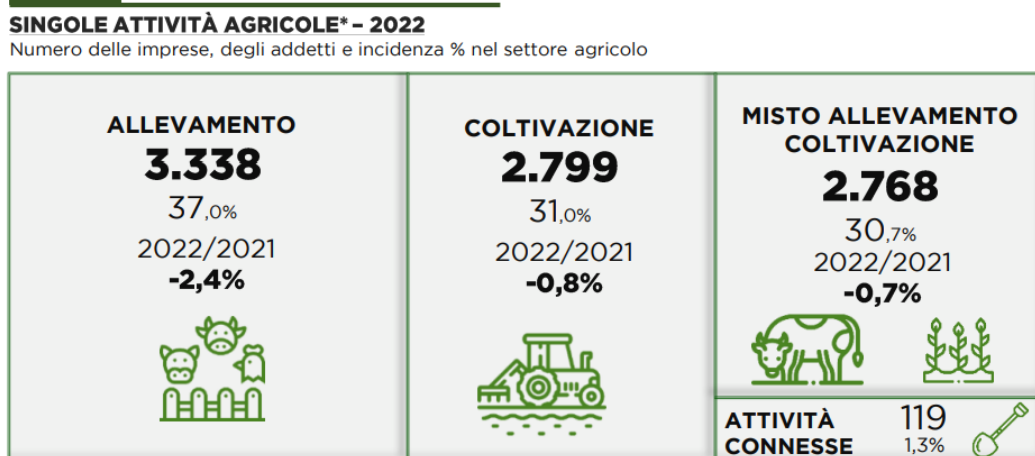 SINGOLE ATTIVITÀ AGRICOLE* – 2022
Numero delle imprese, degli addetti e incidenza % nel settore agricolo
ALLEVAMENTO
3.338
37,0%
2022/2021
-2,4%
COLTIVAZIONE
2.799
31,0%
2022/2021
-0,8%
MISTO ALLEVAMENTO
COLTIVAZIONE
2.768
30,7%
2022/2021
-0,7%
ATTIVITÀ
CONNESSE
119
1,3%